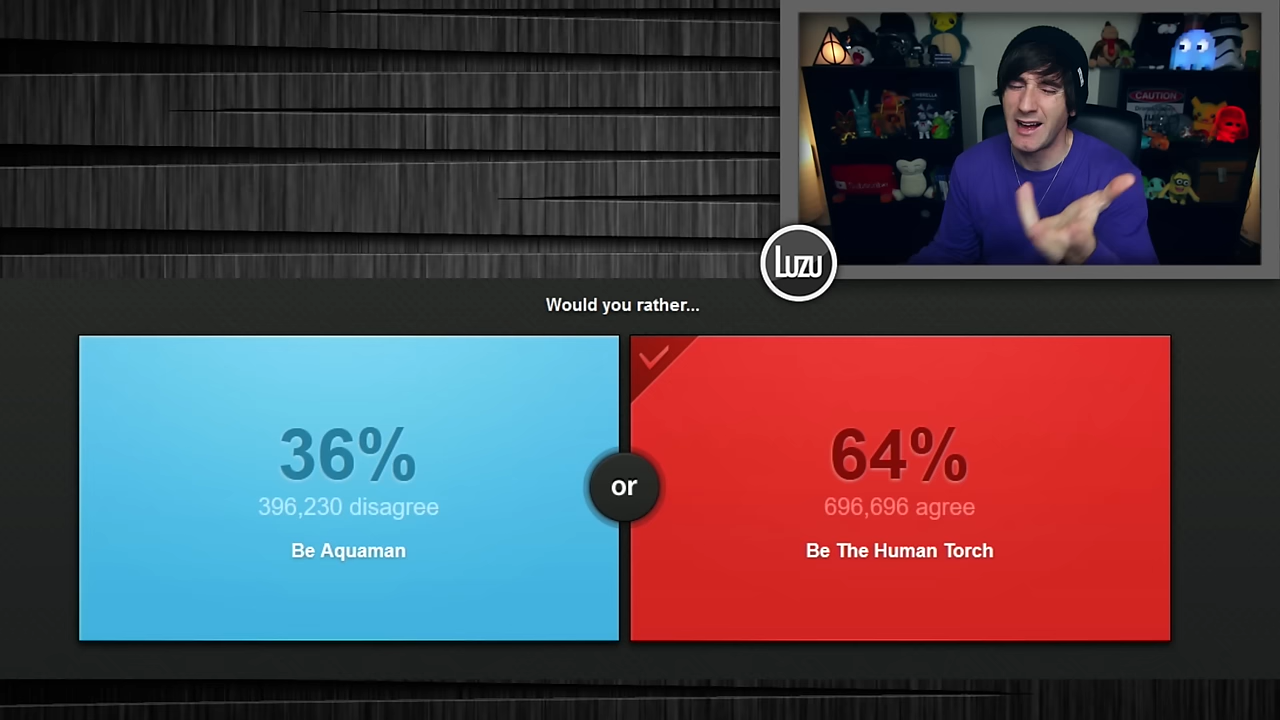 CAUTION
LUZU
Would you rather...
36%
396,230 disagree
Be Aquaman
or
64%
696,696 agree
Be The Human Torch